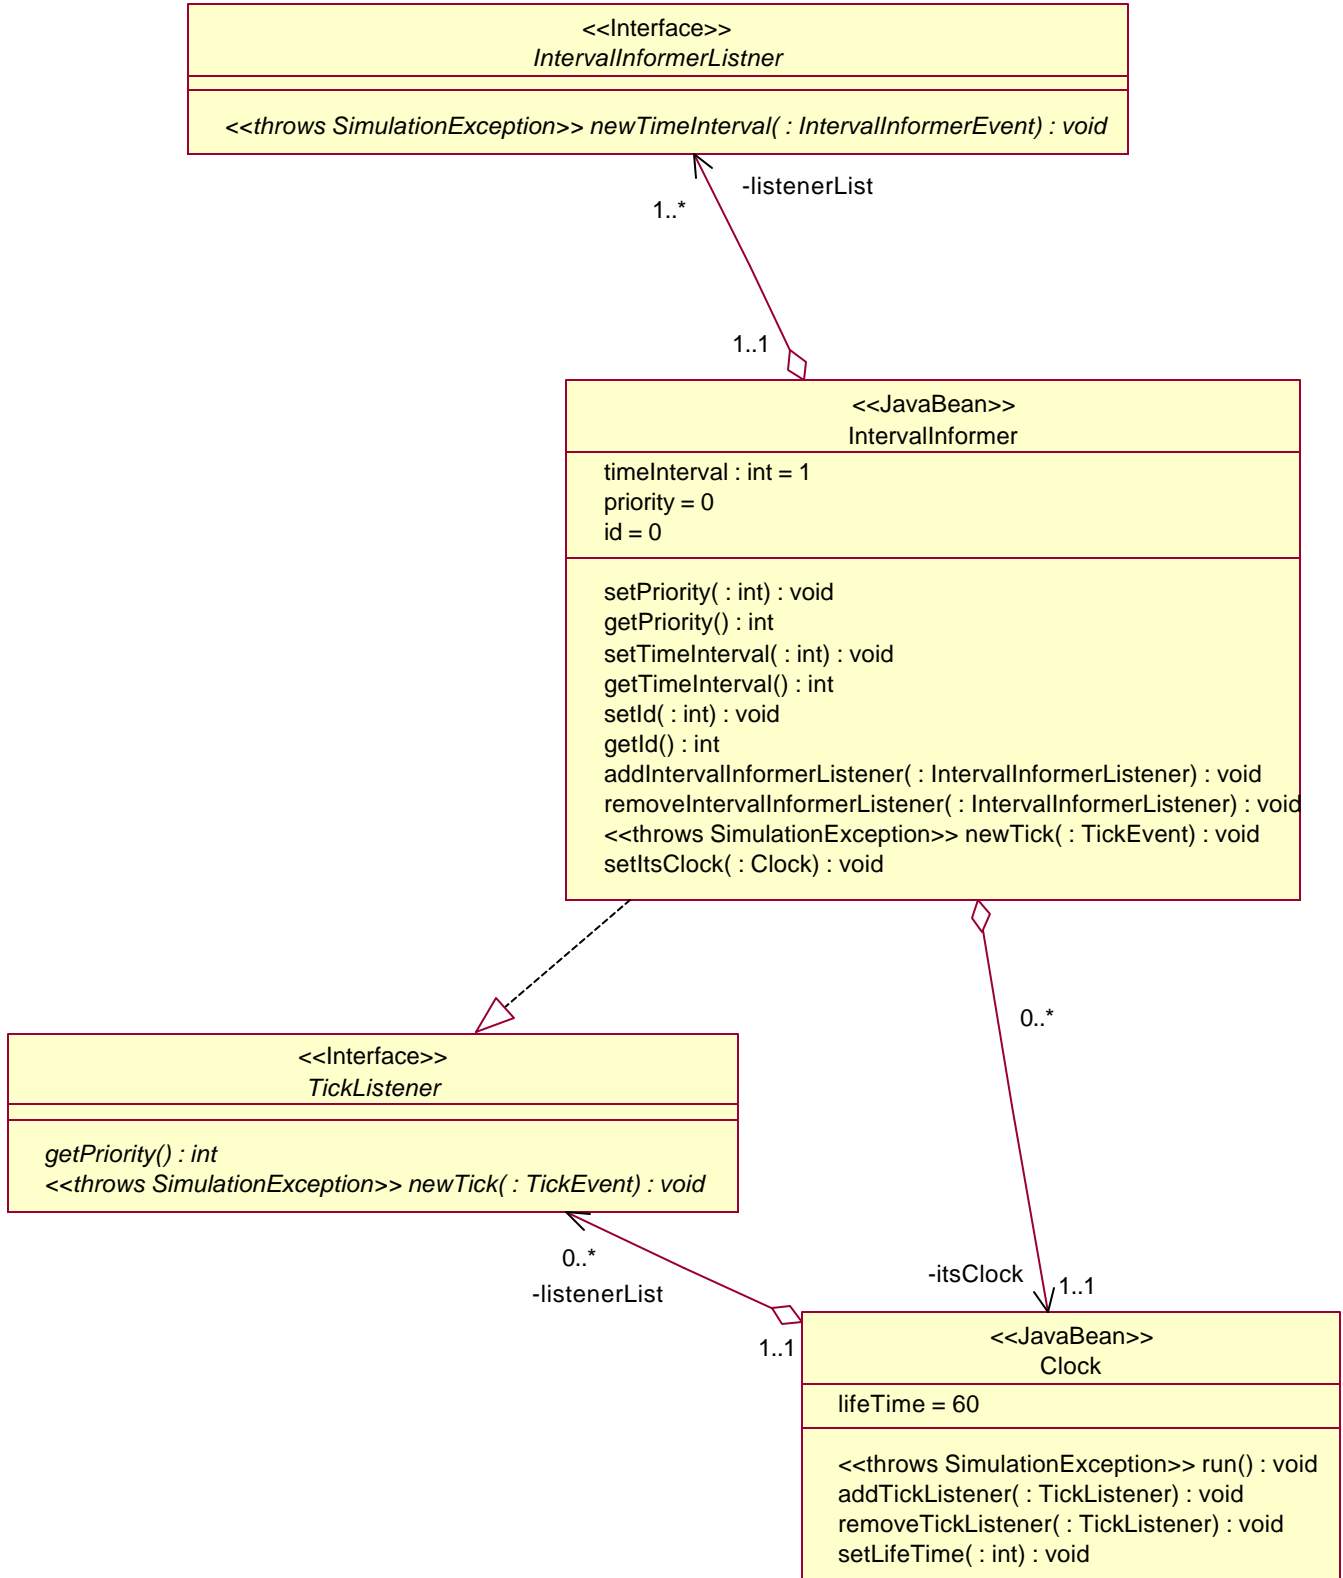 <<Interface>>
IntervalInformerListner
<<throws SimulationException>> newTimeInterval( : IntervalInformerEvent) : void
-listenerList
1..*
1..1
<<JavaBean>>
IntervalInformer
timeInterval : int = 1
priority = 0
id = 0
setPriority( : int) : void
getPriority() : int
setTimeInterval( : int) : void
getTimeInterval() : int
setId( : int) : void
getId() : int
addIntervalInformerListener( : IntervalInformerListener) : void
removeIntervalInformerListener( : IntervalInformerListener) : void
<<throws SimulationException>> newTick( : TickEvent) : void
setItsClock( : Clock) : void
0..*
<<Interface>>
TickListener
getPriority() : int
<<throws SimulationException>> newTick( : TickEvent) : void
0..*
-listenerList
-itsClock
1..1
1..1
<<JavaBean>>
Clock
lifeTime = 60
<<throws SimulationException>> run() : void
addTickListener( : TickListener) : void
removeTickListener( : TickListener) : void
setLifeTime( : int) : void